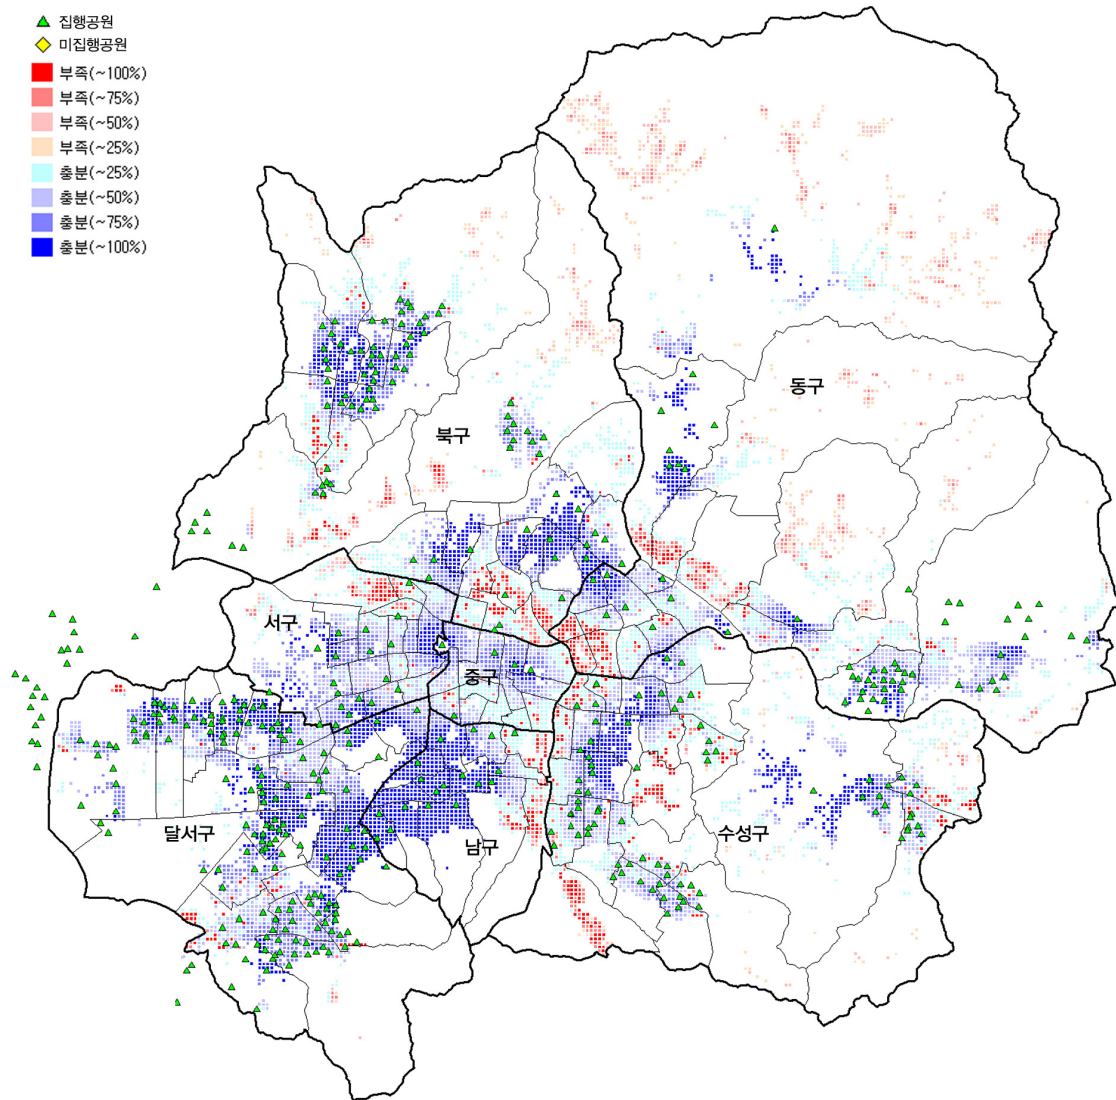 집행공원
미집행공원
부족(~100%)
부족(~75%)
부족(~50%)
부족(~25%)
충분(~25%)
충분(~50%)
충분(~75%)
충분(~100%)
동구
북구
서구
중구
달서구
남구
수성구